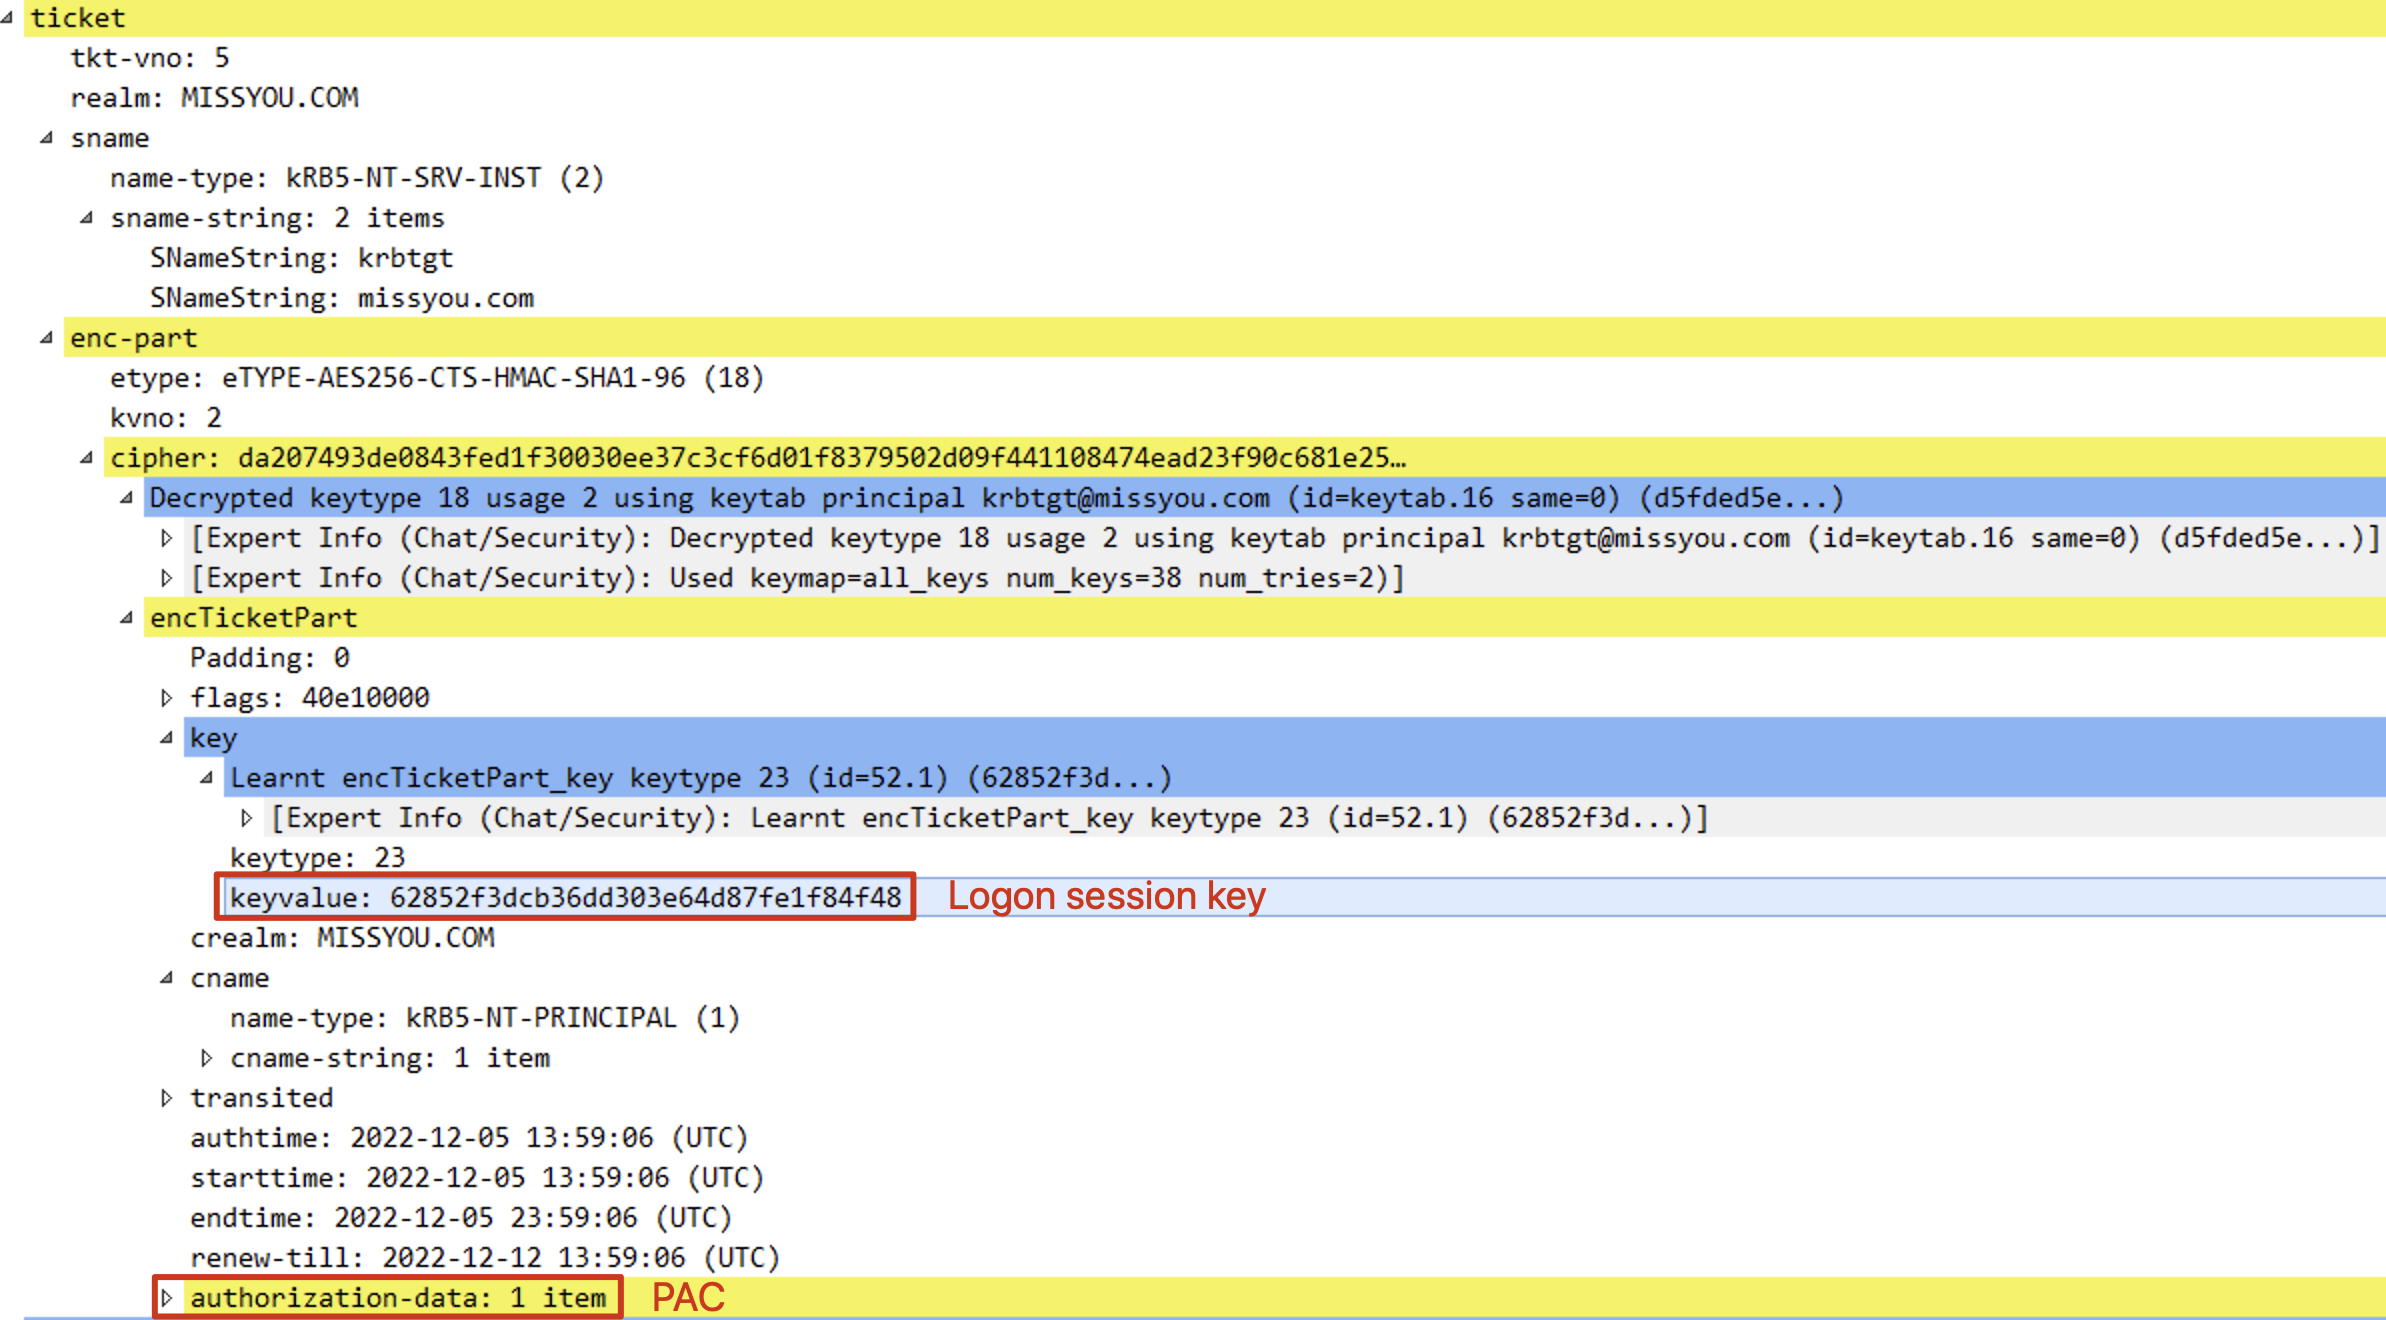 ticket
tkt-vno: 5
realm: MISSYOU.COM
sname
name-type: kRB5-NT-SRV-INST (2)
sname-string: 2 items
SNameString: krbtgt
SNameString: missyou.com
enc-part
etype: eTYPE-AES256-CTS-HMAC-SHA1-96 (18)
kvno: 2
cipher: da207493de0843fed1f30030ee37c3cf6d01f8379502d09f441108474ead23f90c681e25…
Decrypted keytype 18 usage 2 using keytab principal krbtgt@missyou.com (id=keytab.16 same=0) (d5fded5e...)
[Expert Info (Chat/Security): Decrypted keytype 18 usage 2 using keytab principal krbtgt@missyou.com (id=keytab.16 same=0) (d5fded5e...)]
[Expert Info (Chat/Security): Used keymap=all_keys num_keys=38 num_tries=2)]
encTicketPart
Padding: 0
flags: 40e10000
key
Learnt encTicketPart_key keytype 23 (id=52.1) (62852f3d...)
[Expert Info (Chat/Security): Learnt encTicketPart_key keytype 23 (id=52.1) (62852f3d...)]
keytype: 23
keyvalue: 62852f3dcb36dd303e64d87fe1f84f48 Logon session key
crealm: MISSYOU.COM
cname
name-type: kRB5-NT-PRINCIPAL (1)
cname-string: 1 item
transited
authtime: 2022-12-05 13:59:06 (UTC)
starttime: 2022-12-05 13:59:06 (UTC)
endtime: 2022-12-05 23:59:06 (UTC)
renew-till: 2022-12-12 13:59:06 (UTC)
authorization-data: 1 item PAC